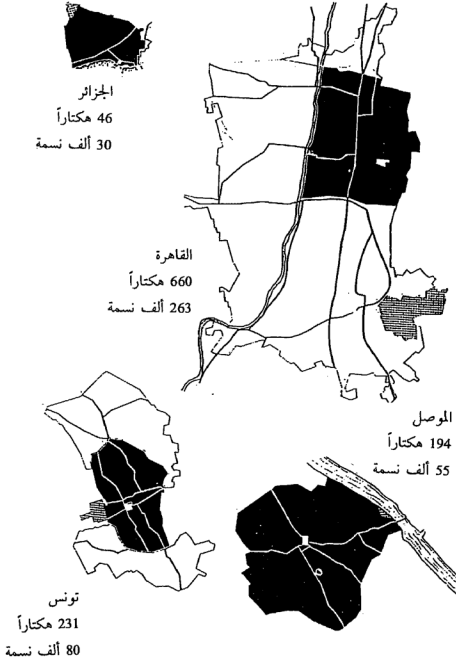 الجزائر
46 هكتاراً
30 ألف نسمة
القاهرة
660 هكتاراً
263 ألف نسمة
الموصل
194 هكتاراً
55 ألف نسمة
تونس
231 هكتاراً
80 ألف نسمة